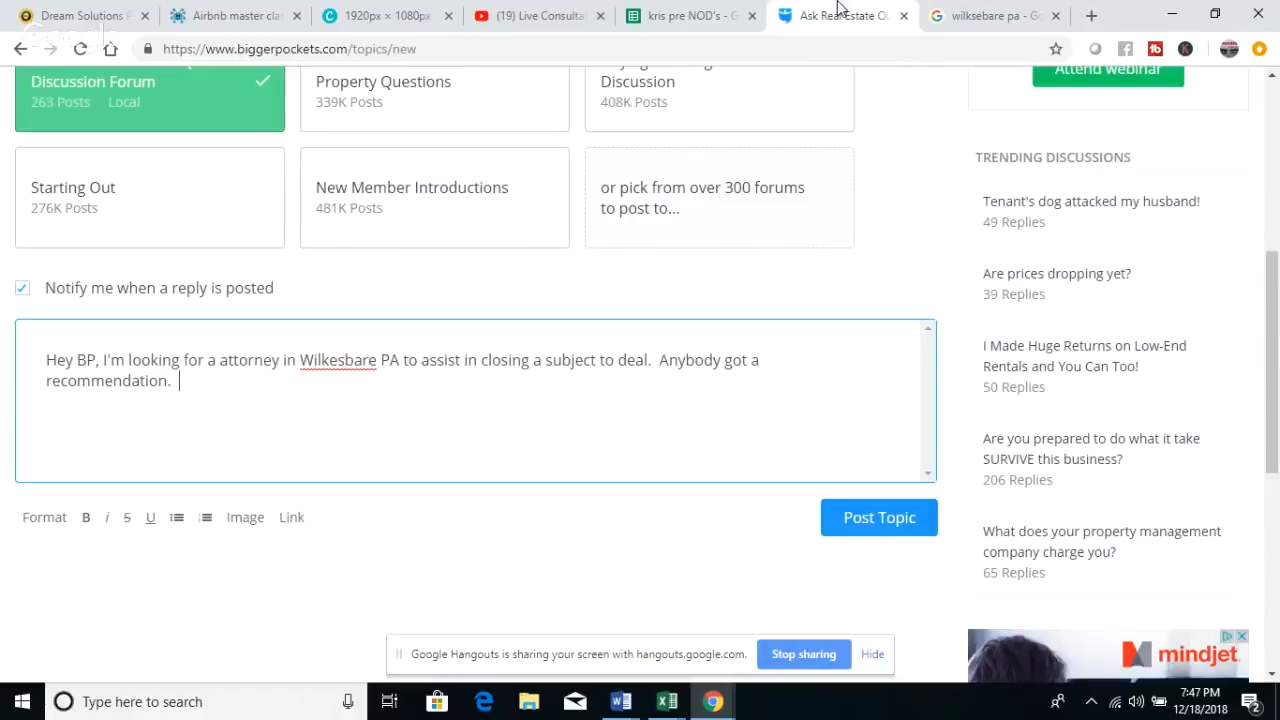 Dream Solutions P
Airbnb master clas
1920px × 1080px
(19) Live Consulta
kris pre NOD's - G
Ask Real Estate Q
wilksebare pa - Go
https://www.biggerpockets.com/topics/new
Discussion Forum
263 Posts Local
Property Questions
339K Posts
Discussion
408K Posts
Attend Webinar
Starting Out
276K Posts
New Member Introductions
481K Posts
or pick from over 300 forums
to post to...
TRENDING DISCUSSIONS
Tenant's dog attacked my husband!
49 Replies
Are prices dropping yet?
39 Replies
I Made Huge Returns on Low-End
Rentals and You Can Too!
50 Replies
Are you prepared to do what it take
SURVIVE this business?
206 Replies
What does your property management
company charge you?
65 Replies
Notify me when a reply is posted
Hey BP, I'm looking for a attorney in Wilkesbare PA to assist in closing a subject to deal. Anybody got a
recommendation.
Format B i S U Image Link
Post Topic
mindjet
Google Hangouts is sharing your screen with hangouts.google.com.
Stop sharing
Hide
Type here to search
7:47 PM
12/18/2018
2